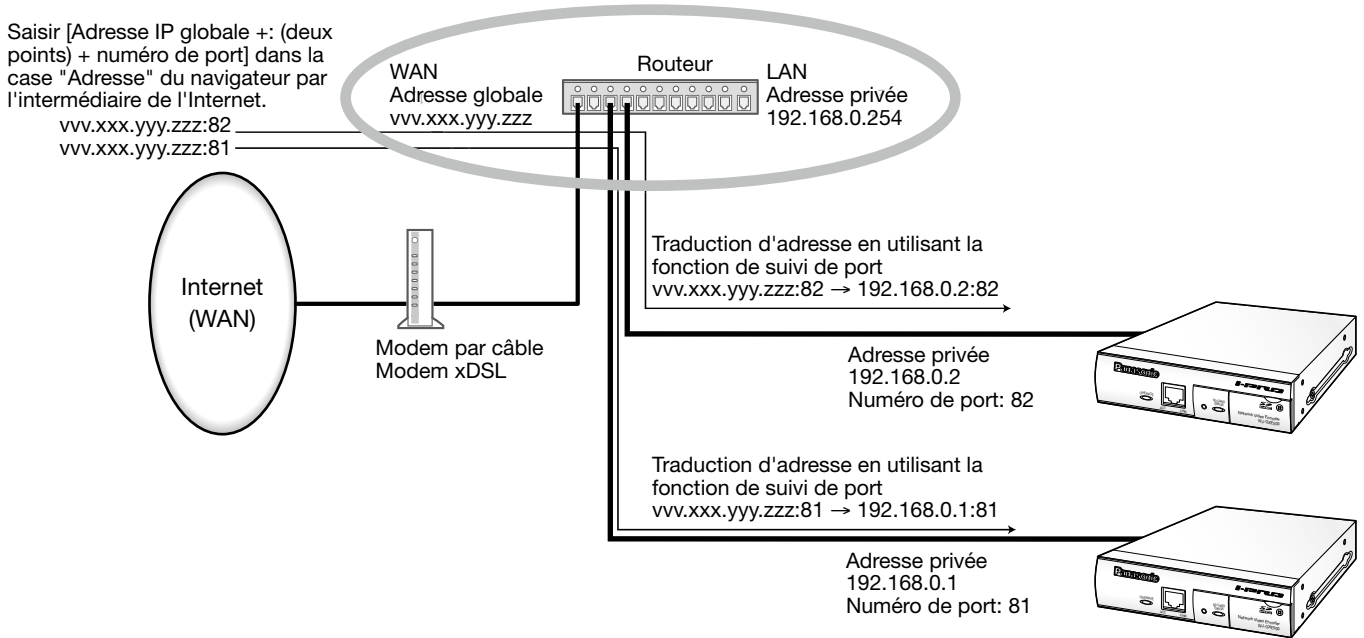 Saisir [Adresse IP globale +: (deux
points) + numéro de port] dans la
case "Adresse" du navigateur par
l'intermédiaire de l'Internet.
vvv.xxx.yyy.zzz:82
vvv.xxx.yyy.zzz:81
WAN
Adresse globale
vvv.xxx.yyy.zzz
Routeur
LAN
Adresse privée
192.168.0.254
Internet
(WAN)
Modem par câble
Modem xDSL
Traduction d'adresse en utilisant la
fonction de suivi de port
vvv.xxx.yyy.zzz:82 → 192.168.0.2:82
Adresse privée
192.168.0.2
Numéro de port: 82
Panasonic
i-PRO
Network Video Encoder
Traduction d'adresse en utilisant la
fonction de suivi de port
vvv.xxx.yyy.zzz:81 → 192.168.0.1:81
Adresse privée
192.168.0.1
Numéro de port: 81
Panasonic
i-PRO
Network Video Encoder